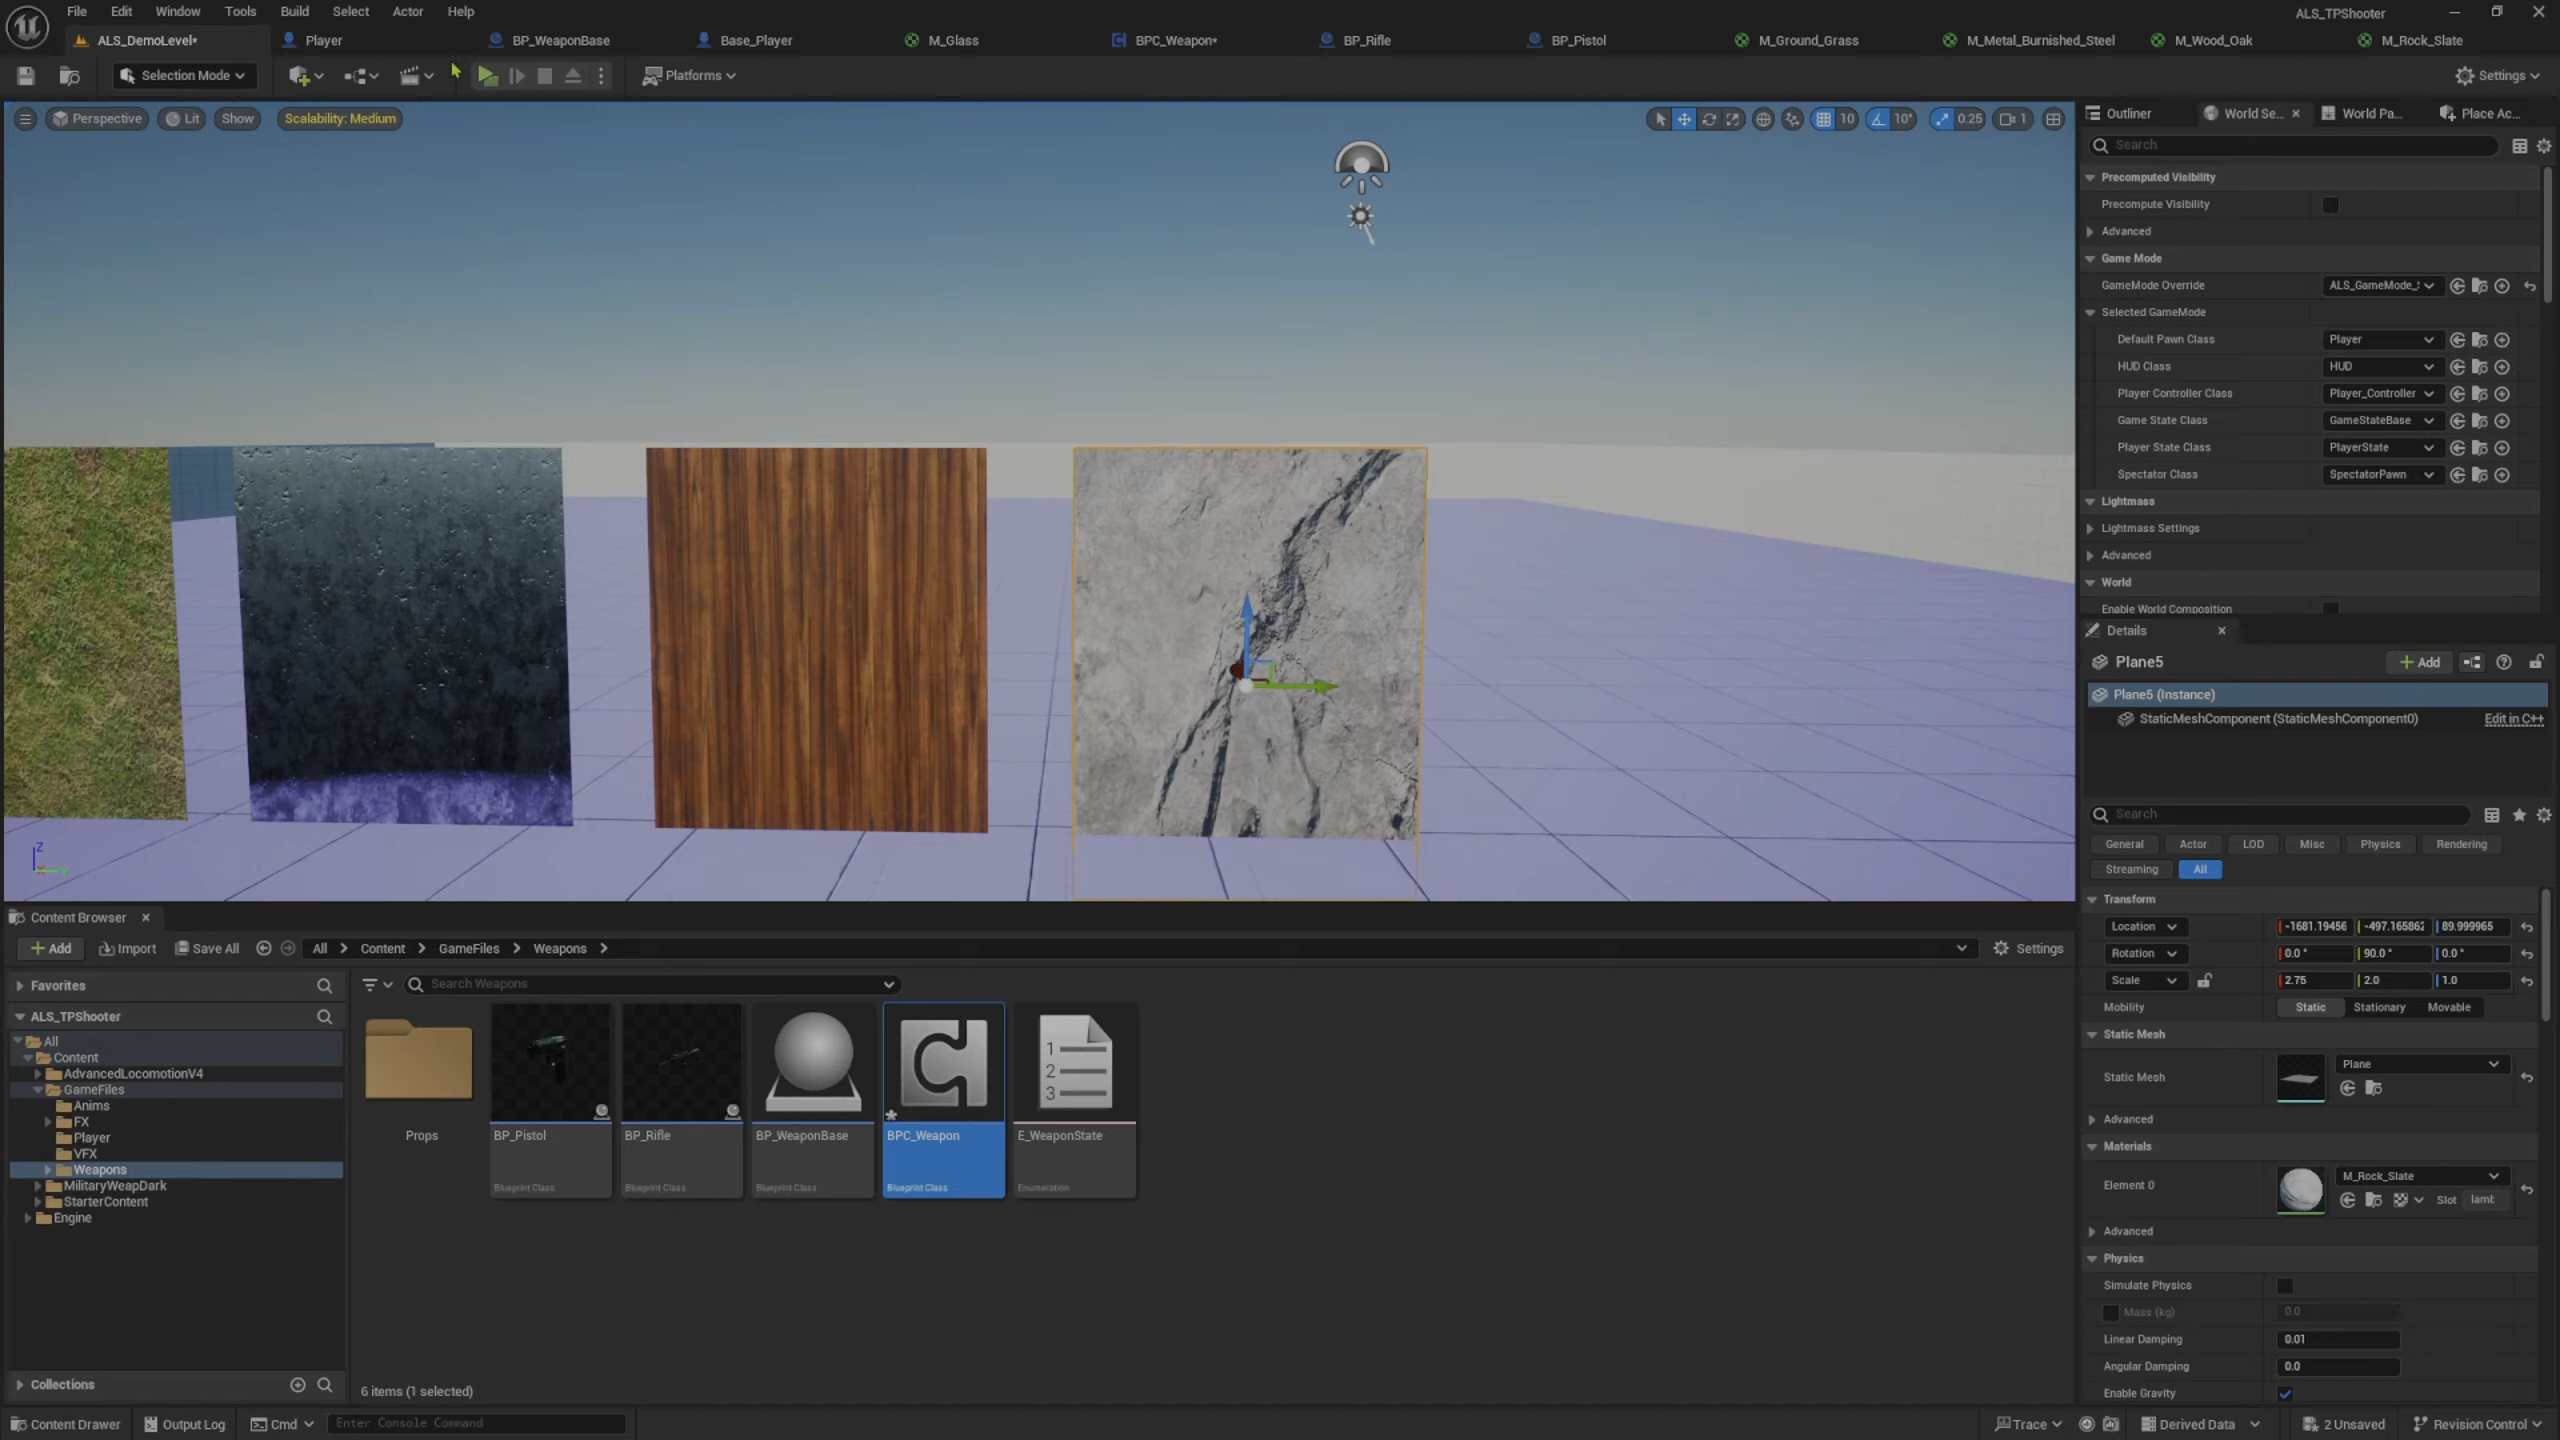 File Edit Window Tools Build Select Actor Help
ALS_TPShooter
ALS_DemoLevel*
Player
BP_WeaponBase
Base_Player
M_Glass
BPC_Weapon*
BP_Rifle
BP_Pistol
M_Ground_Grass
M_Metal_Burnished_Steel
M_Wood_Oak
M_Rock_Slate
Selection Mode
Platforms
Settings
Perspective
Lit
Show
Scalability: Medium
10
10°
0.25
1
Outliner
World Se...
World Pa...
Place Ac...
Search
Precomputed Visibility
Precompute Visibility
Advanced
Game Mode
GameMode Override ALS_GameMode_
Selected GameMode
Default Pawn Class Player
HUD Class HUD
Player Controller Class Player_Controller
Game State Class GameStateBase
Player State Class PlayerState
Spectator Class SpectatorPawn
Lightmass
Lightmass Settings
Advanced
World
Enable World Composition
Details
Plane5
Add
Plane5 (Instance)
StaticMeshComponent (StaticMeshComponent0) Edit in C++
Search
General Actor LOD Misc Physics Rendering
Streaming All
Transform
Location -1681.19456 -497.165862 89.999965
Rotation 0.0 ° 90.0 ° 0.0 °
Scale 2.75 2.0 1.0
Mobility Static Stationary Movable
Static Mesh
Static Mesh Plane
Advanced
Materials
Element 0 M_Rock_Slate
Slot lamb
Advanced
Physics
Simulate Physics
Mass (kg) 0.0
Linear Damping 0.01
Angular Damping 0.0
Enable Gravity
Z
Y
Content Browser
Add Import Save All All Content GameFiles Weapons Settings
Favorites
Search Weapons
ALS_TPShooter
All
Content
AdvancedLocomotionV4
GameFiles
Anims
FX
Player
VFX
Weapons
MilitaryWeapDark
StarterContent
Engine
Collections
Props
BP_Pistol
Blueprint Class
BP_Rifle
Blueprint Class
BP_WeaponBase
Blueprint Class
BPC_Weapon
Blueprint Class
1
2
3
E_WeaponState
Enumeration
6 items (1 selected)
Content Drawer Output Log Cmd Enter Console Command
Trace Derived Data 2 Unsaved Revision Control